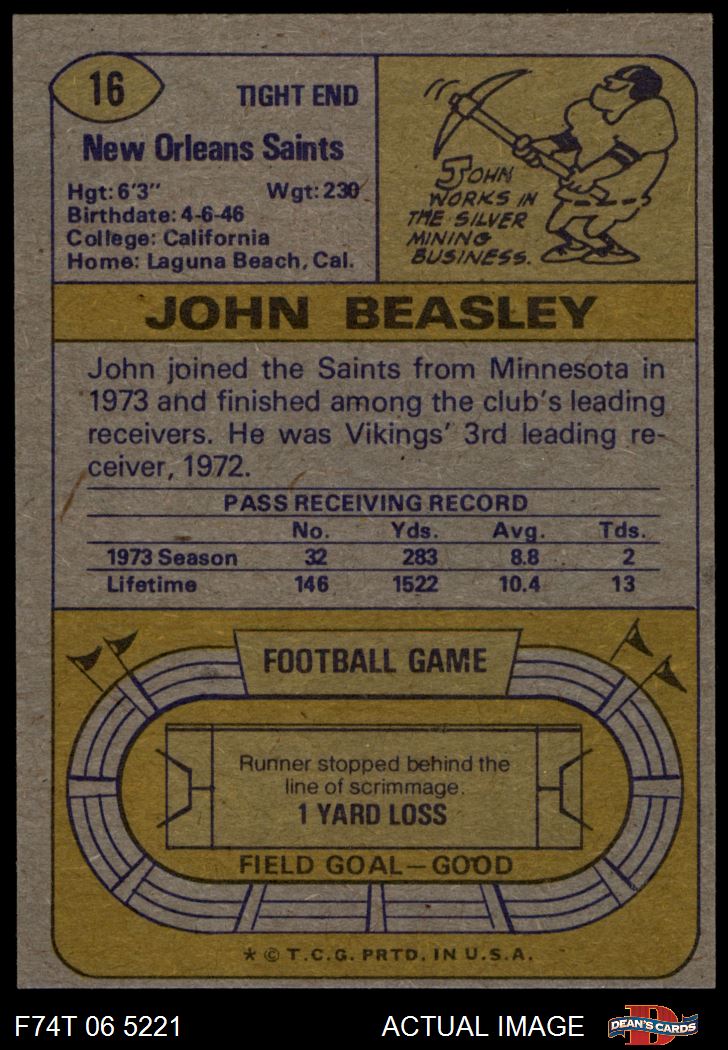 16
TIGHT END
New Orleans Saints
Hgt: 6'3" Wgt: 230
Birthdate: 4-6-46
College: California
Home: Laguna Beach, Cal.
JOHN
WORKS IN
THE SILVER
MINING
BUSINESS.
JOHN BEASLEY
John joined the Saints from Minnesota in
1973 and finished among the club's leading
receivers. He was Vikings' 3rd leading re-
ceiver, 1972.
PASS RECEIVING RECORD
No. Yds. Avg. Tds.
1973 Season 32 283 8.8 2
Lifetime 146 1522 10.4 13
FOOTBALL GAME
Runner stopped behind the
line of scrimmage.
1 YARD LOSS
FIELD GOAL—GOOD
* © T.C.G. PRTD. IN U.S.A.
F74T 06 5221 ACTUAL IMAGE
D
DEAN'S CARDS